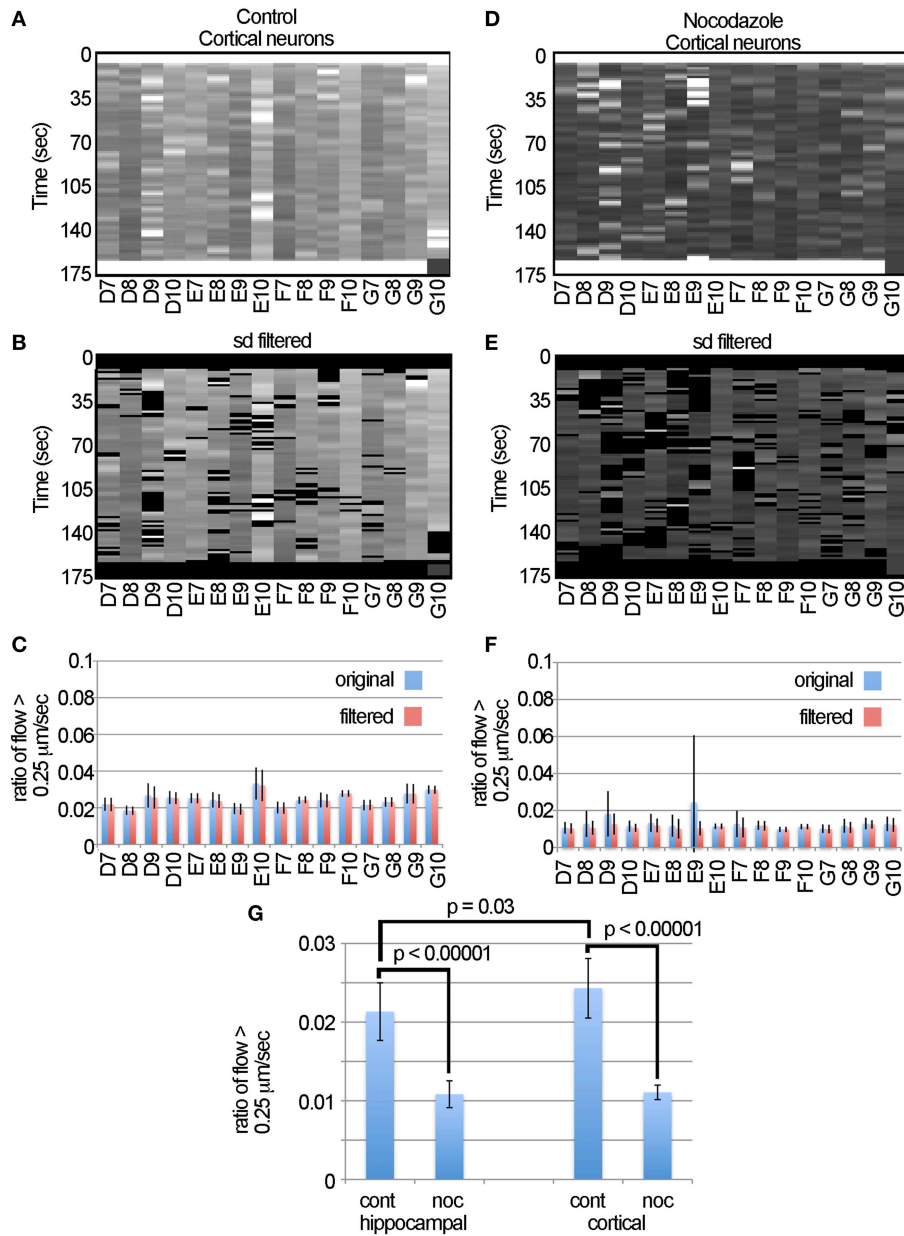 A
Control
Cortical neurons
Time (sec)
0
35
70
105
140
175
D7 D8 D9 D10 E7 E8 E9 E10 F7 F8 F9 F10 G7 G8 G9 G10
B
sd filtered
Time (sec)
0
35
70
105
140
175
D7 D8 D9 D10 E7 E8 E9 E10 F7 F8 F9 F10 G7 G8 G9 G10
C
ratio of flow >
0.25 μm/sec
0.1
0.08
0.06
0.04
0.02
0
original
filtered
D7 D8 D9 D10 E7 E8 E9 E10 F7 F8 F9 F10 G7 G8 G9 G10
D
Nocodazole
Cortical neurons
Time (sec)
0
35
70
105
140
175
D7 D8 D9 D10 E7 E8 E9 E10 F7 F8 F9 F10 G7 G8 G9 G10
E
sd filtered
Time (sec)
0
35
70
105
140
175
D7 D8 D9 D10 E7 E8 E9 E10 F7 F8 F9 F10 G7 G8 G9 G10
F
ratio of flow >
0.25 μm/sec
0.1
0.08
0.06
0.04
0.02
0
original
filtered
D7 D8 D9 D10 E7 E8 E9 E10 F7 F8 F9 F10 G7 G8 G9 G10
G
p = 0.03
p < 0.00001
p < 0.00001
ratio of flow >
0.25 μm/sec
0.03
0.02
0.01
0
cont noc cont noc
hippocampal cortical